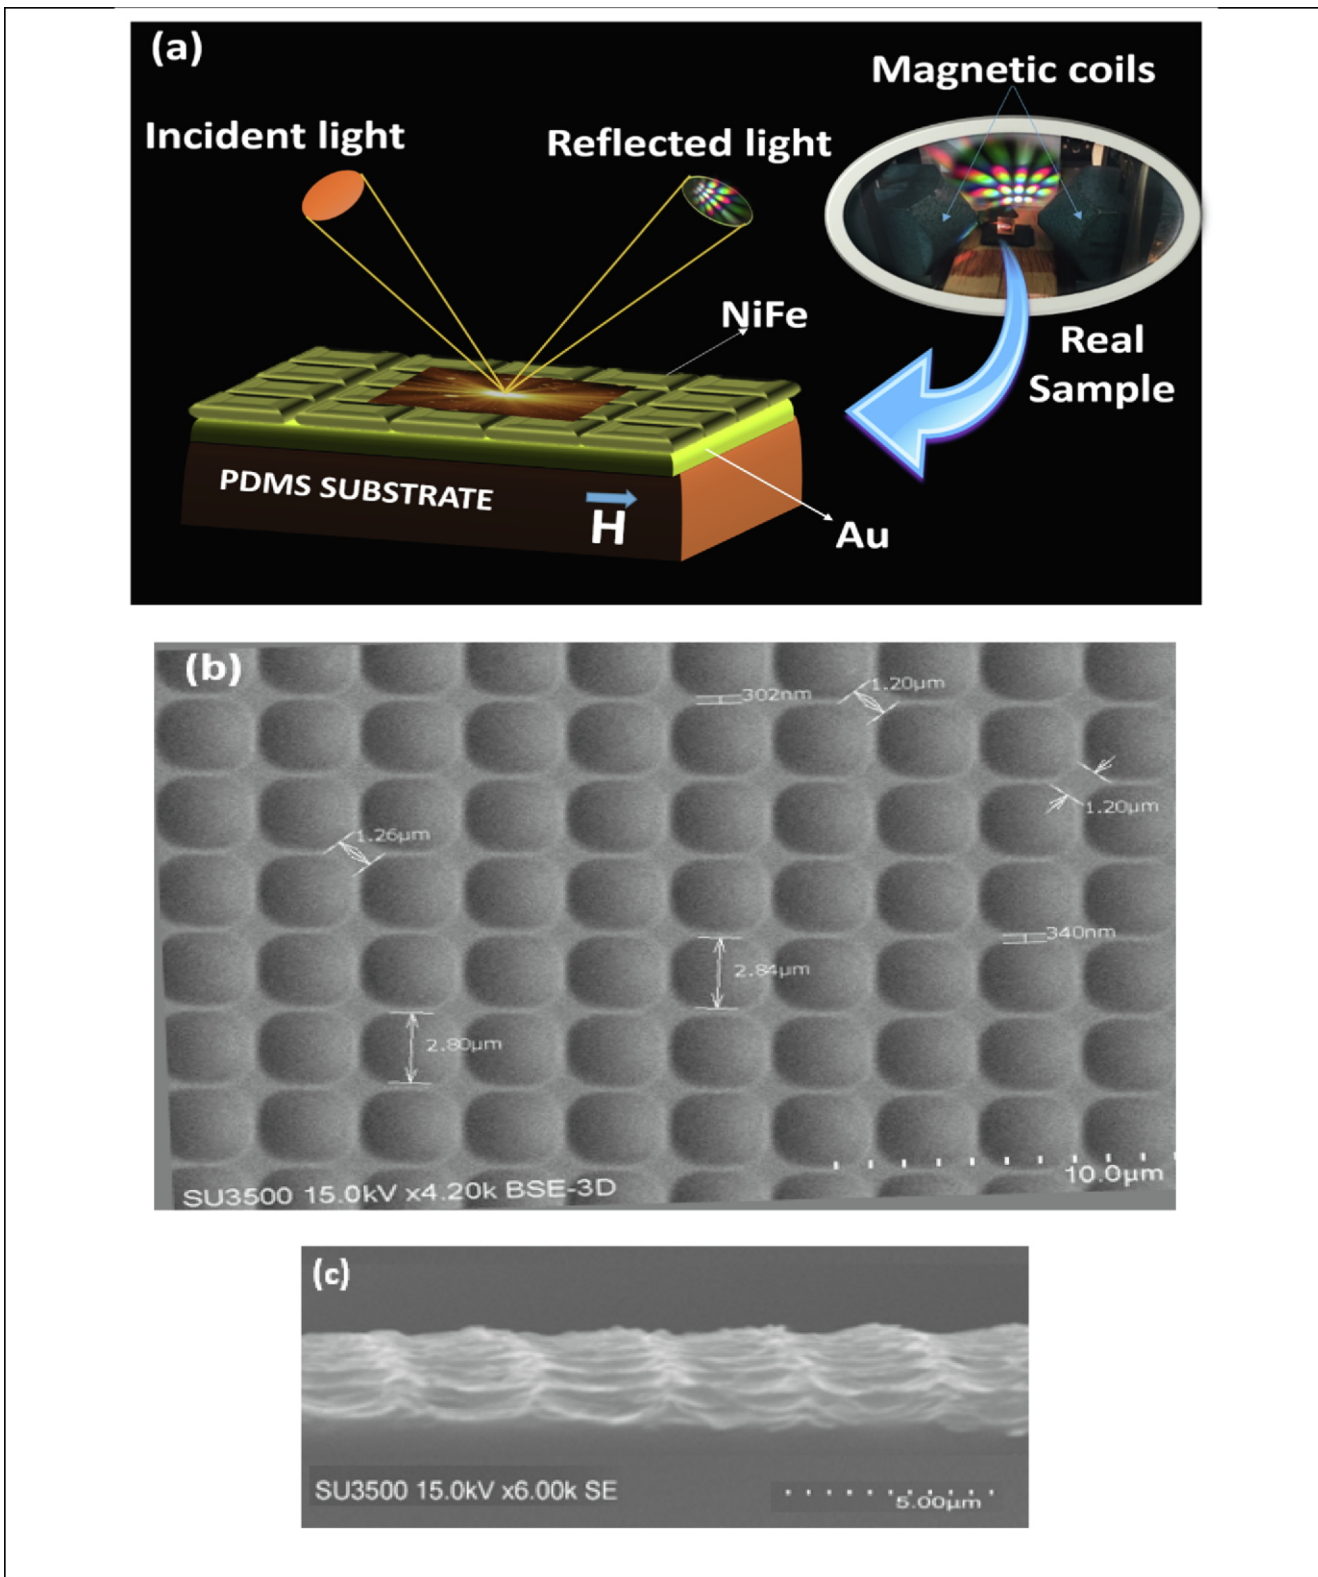 (a)
Magnetic coils
Incident light
Reflected light
NiFe
Real
Sample
PDMS SUBSTRATE
H
Au
(b)
302nm
1.20μm
1.20μm
1.26μm
340nm
2.84μm
2.80μm
10.0μm
SU3500 15.0kV x4.20k BSE-3D
(c)
SU3500 15.0kV x6.00k SE
5.00μm